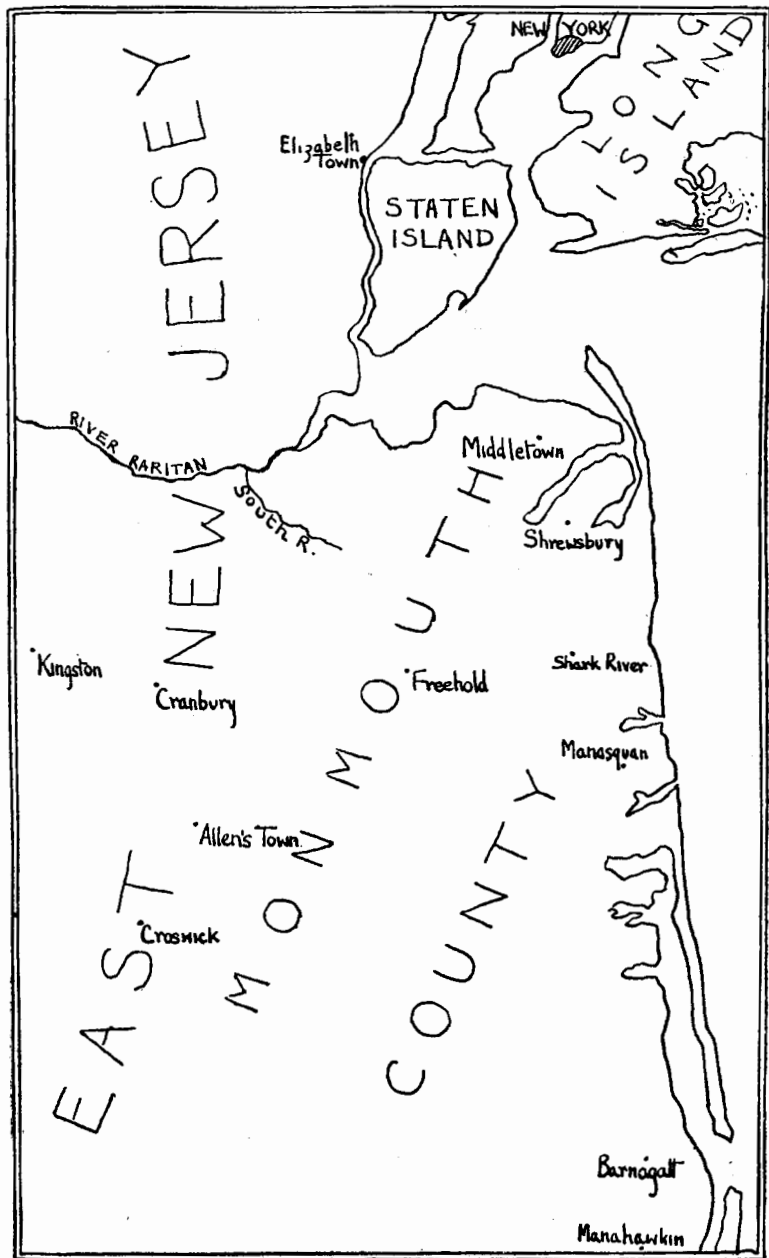 NEW YORK
LONG
ISLAND
Elizabeth
Town
STATEN
ISLAND
EAST NEW JERSEY
RIVER RARITAN
South R.
Middletown
Shrewsbury
MONMOUTH
COUNTY
Kingston
Cranbury
Freehold
Shark River
Manasquan
Allen's Town
Crosnick
Barnagatt
Manahawkin